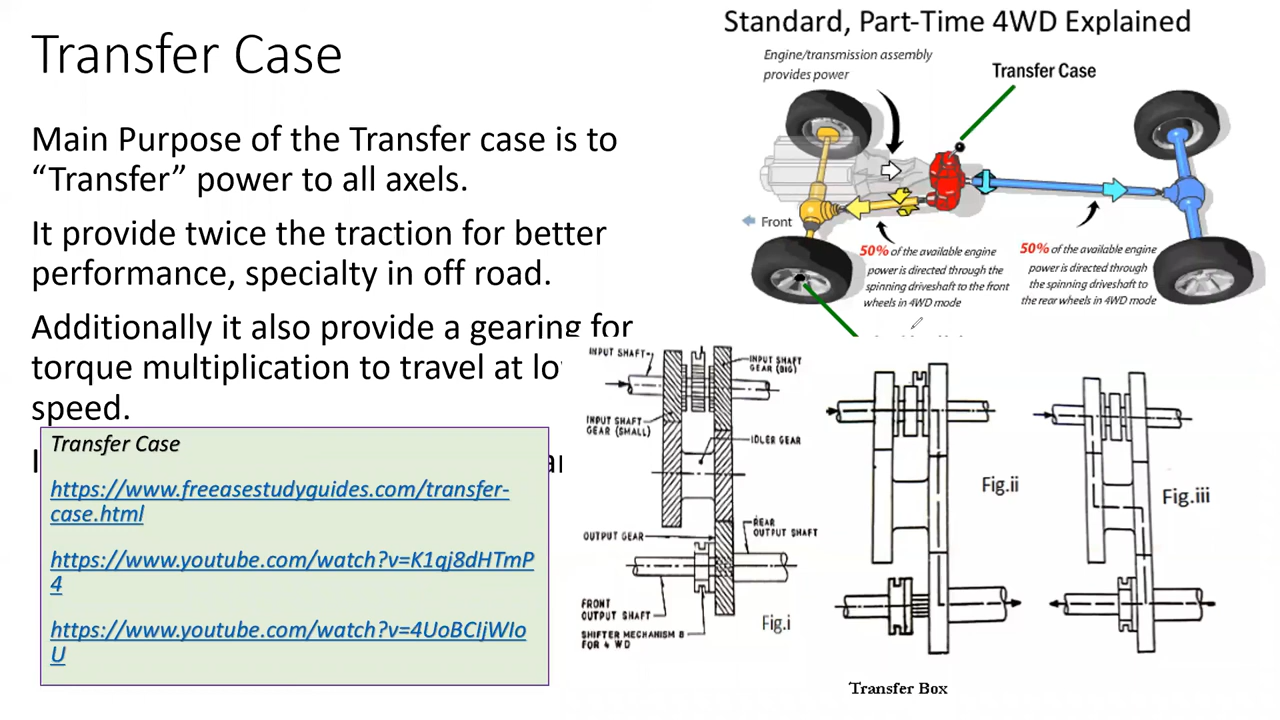 Transfer Case
Main Purpose of the Transfer case is to
“Transfer” power to all axels.
It provide twice the traction for better
performance, specialty in off road.
Additionally it also provide a gearing for
torque multiplication to travel at
speed.
Transfer Case
https://www.freeasestudyguides.com/transfer-
case.html
https://www.youtube.com/watch?v=K1qj8dHTmP
4
https://www.youtube.com/watch?v=4UoBCIjWIo
U
Standard, Part-Time 4WD Explained
Engine/transmission assembly
provides power
Transfer Case
Front
50% of the available engine
power is directed through the
spinning driveshaft to the front
wheels in 4WD mode
50% of the available engine
power is directed through
the spinning driveshaft to
the rear wheels in 4WD mode
INPUT SHAFT
INPUT SHAFT
GEAR (BIG)
INPUT SHAFT
GEAR (SMALL)
IDLER GEAR
OUTPUT GEAR
REAR
OUTPUT SHAFT
FRONT
OUTPUT SHAFT
SHIFTER MECHANISM
FOR 4 WD
Fig.i
Fig.ii
Fig.iii
Transfer Box